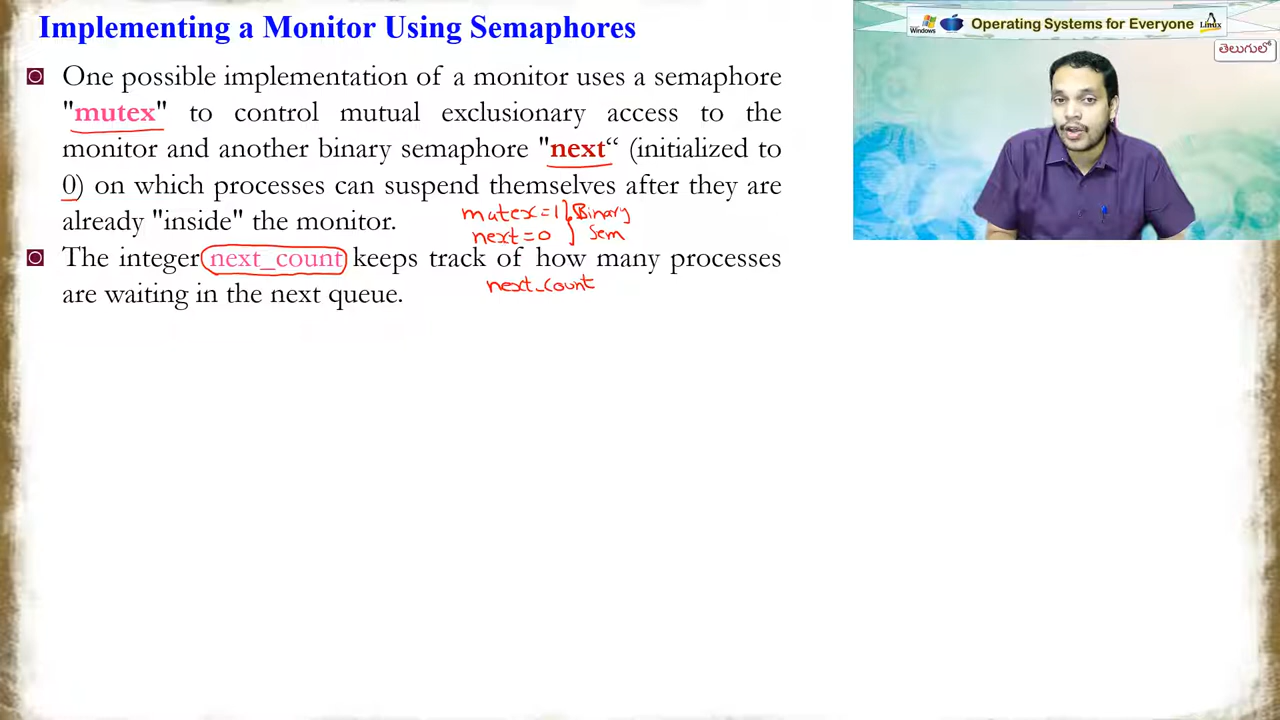 Implementing a Monitor Using Semaphores
One possible implementation of a monitor uses a semaphore
"mutex" to control mutual exclusionary access to the
monitor and another binary semaphore "next“ (initialized to
0) on which processes can suspend themselves after they are
already "inside" the monitor.
mutex=1 } Binary
next=0 } Sem
The integer next_count keeps track of how many processes
are waiting in the next queue.
next_count
Windows
Operating Systems for Everyone
Linux
తెలుగులో